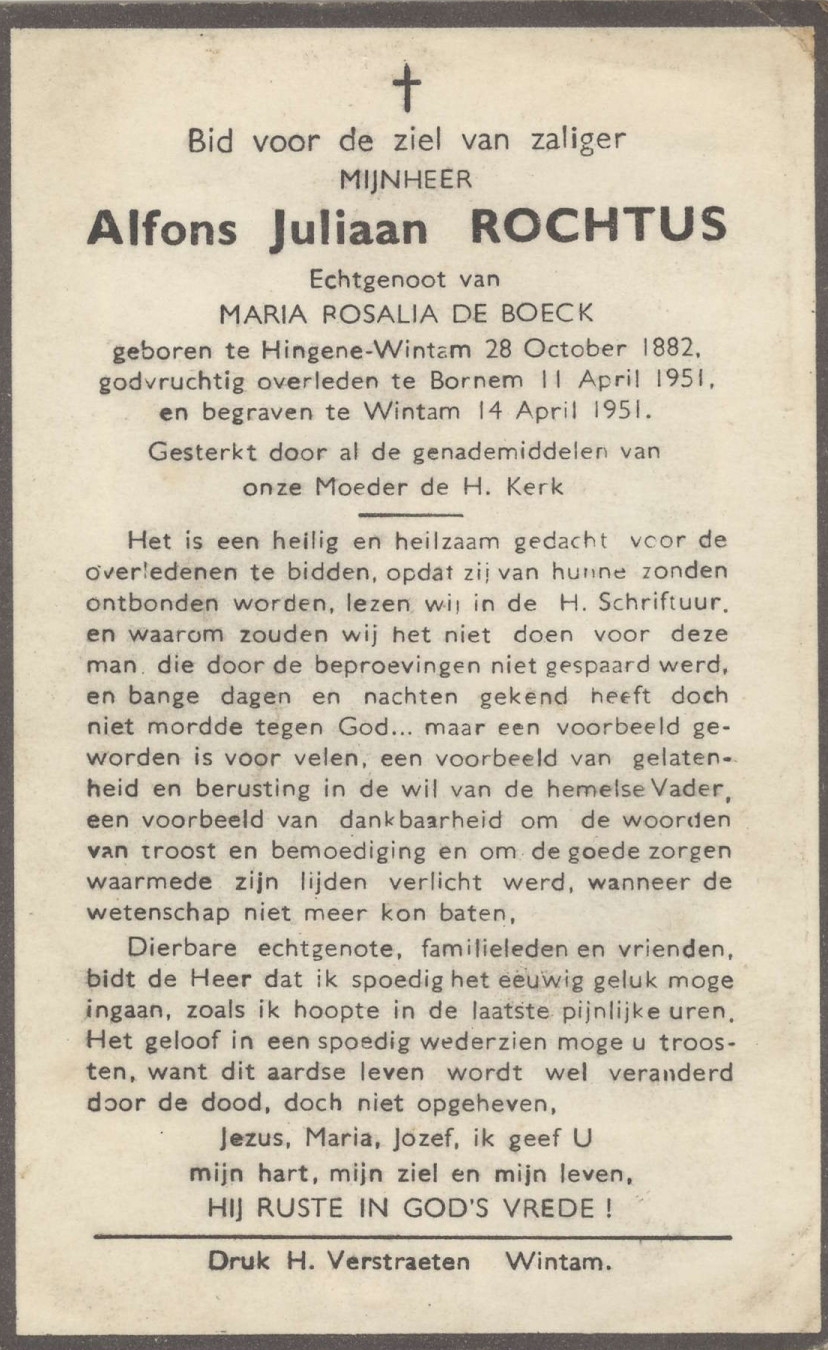 Bid voor de ziel van zaliger
MIJNHEER
Alfons Juliaan ROCHTUS
Echtgenoot van
MARIA ROSALIA DE BOECK
geboren te Hingene-Wintam 28 October 1882,
godvruchtig overleden te Bornem 11 April 1951,
en begraven te Wintam 14 April 1951.
Gesterkt door al de genademiddelen van
onze Moeder de H. Kerk
Het is een heilig en heilzaam gedacht voor de
overledenen te bidden, opdat zij van hunne zonden
ontbonden worden, lezen wij in de H. Schriftuur.
en waarom zouden wij het niet doen voor deze
man, die door de beproevingen niet gespaard werd,
en bange dagen en nachten gekend heeft doch
niet mordde tegen God... maar een voorbeeld ge-
worden is voor velen, een voorbeeld van gelaten-
heid en berusting in de wil van de hemelse Vader,
een voorbeeld van dankbaarheid om de woorden
van troost en bemoediging en om de goede zorgen
waarmede zijn lijden verlicht werd, wanneer de
wetenschap niet meer kon baten,
Dierbare echtgenote, familieleden en vrienden,
bidt de Heer dat ik spoedig het eeuwig geluk moge
ingaan, zoals ik hoopte in de laatste pijnlijke uren.
Het geloof in een spoedig wederzien moge u troos-
ten, want dit aardse leven wordt wel veranderd
door de dood, doch niet opgeheven,
Jezus, Maria, Jozef, ik geef U
mijn hart, mijn ziel en mijn leven,
HIJ RUSTE IN GOD'S VREDE !
Druk H. Verstraeten Wintam.